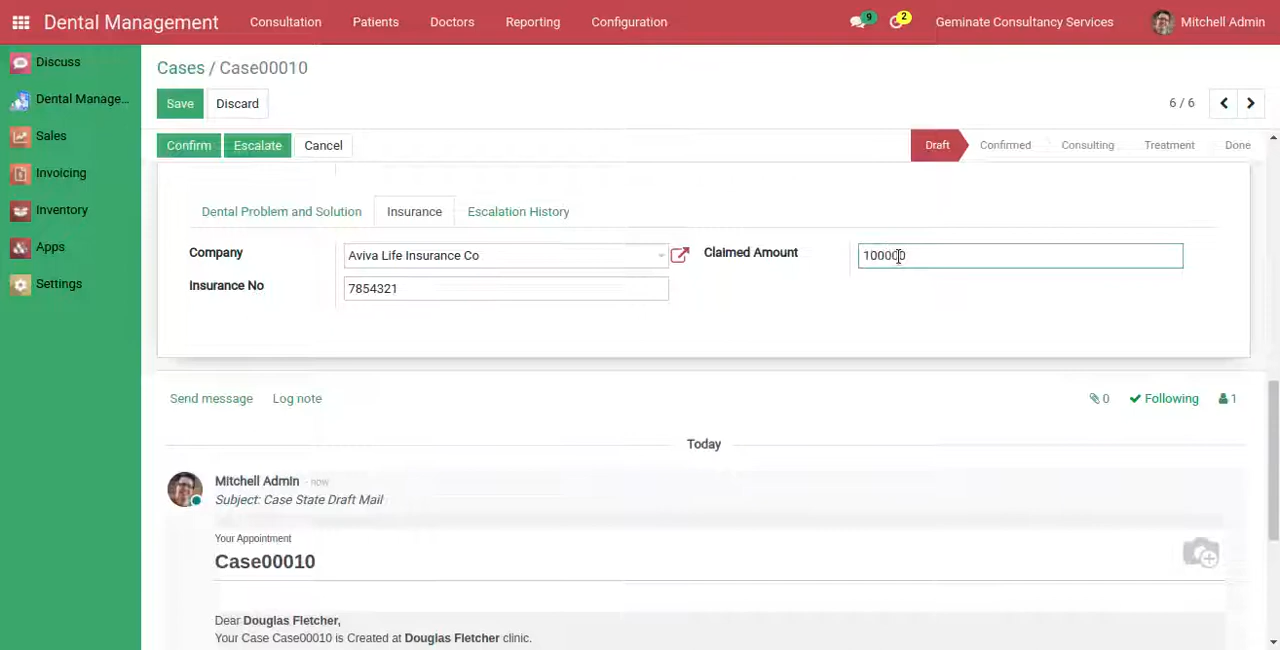 Dental Management Consultation Patients Doctors Reporting Configuration 9 2 Geminate Consultancy Services Mitchell Admin
Discuss
Dental Manage...
Sales
Invoicing
Inventory
Apps
Settings
Cases / Case00010
Save Discard 6 / 6
Confirm Escalate Cancel Draft Confirmed Consulting Treatment Done
Dental Problem and Solution Insurance Escalation History
Company Aviva Life Insurance Co Claimed Amount 100000
Insurance No 7854321
Send message Log note 0 Following 1
Today
Mitchell Admin - now
Subject: Case State Draft Mail
Your Appointment
Case00010
Dear Douglas Fletcher,
Your Case Case00010 is Created at Douglas Fletcher clinic.